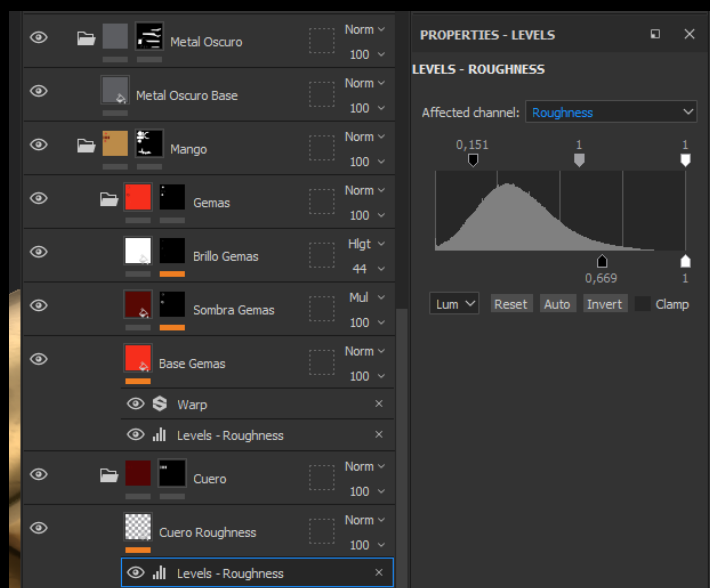 Metal Oscuro
Norm
100
Metal Oscuro Base
Norm
100
Mango
Norm
100
Gemas
Norm
100
Brillo Gemas
Hlgt
44
Sombra Gemas
Mul
100
Base Gemas
Norm
100
Warp
Levels - Roughness
Cuero
Norm
100
Cuero Roughness
Norm
100
Levels - Roughness
PROPERTIES - LEVELS
LEVELS - ROUGHNESS
Affected channel: Roughness
0,151 1 1
0,669 1
Lum Reset Auto Invert Clamp